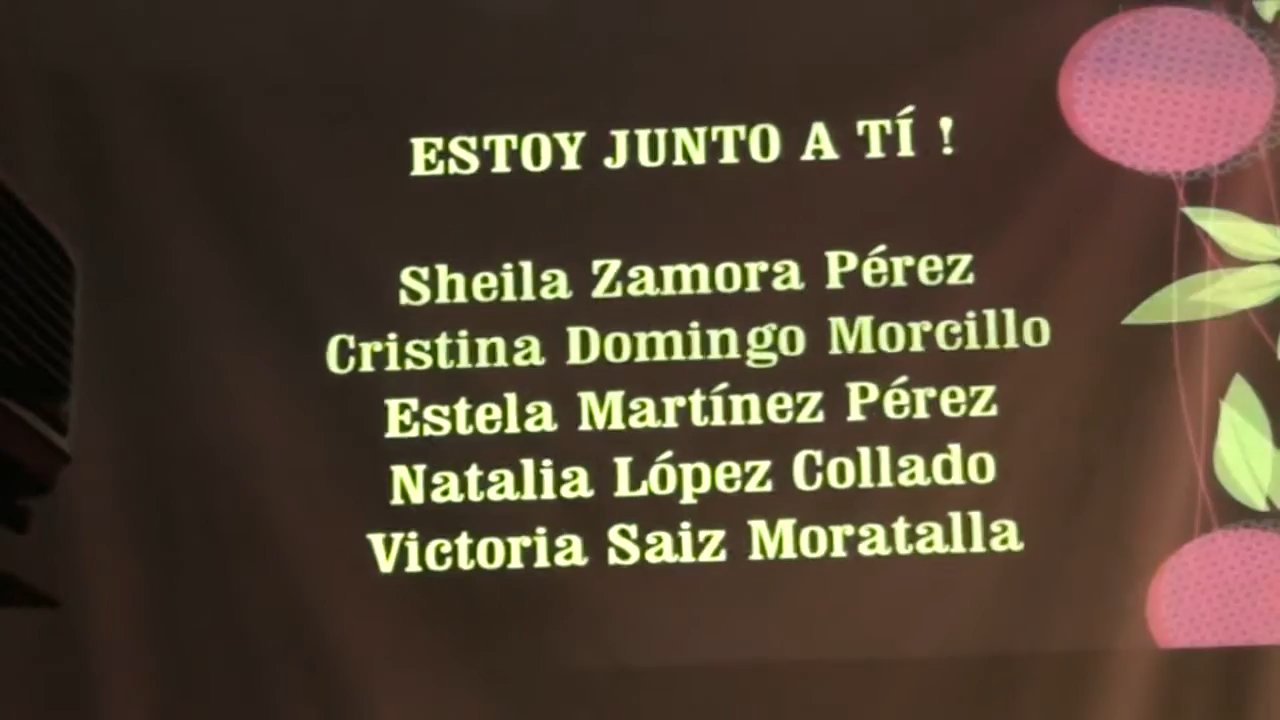 ESTOY JUNTO A TÍ !
Sheila Zamora Pérez
Cristina Domingo Morcillo
Estela Martínez Pérez
Natalia López Collado
Victoria Saiz Moratalla